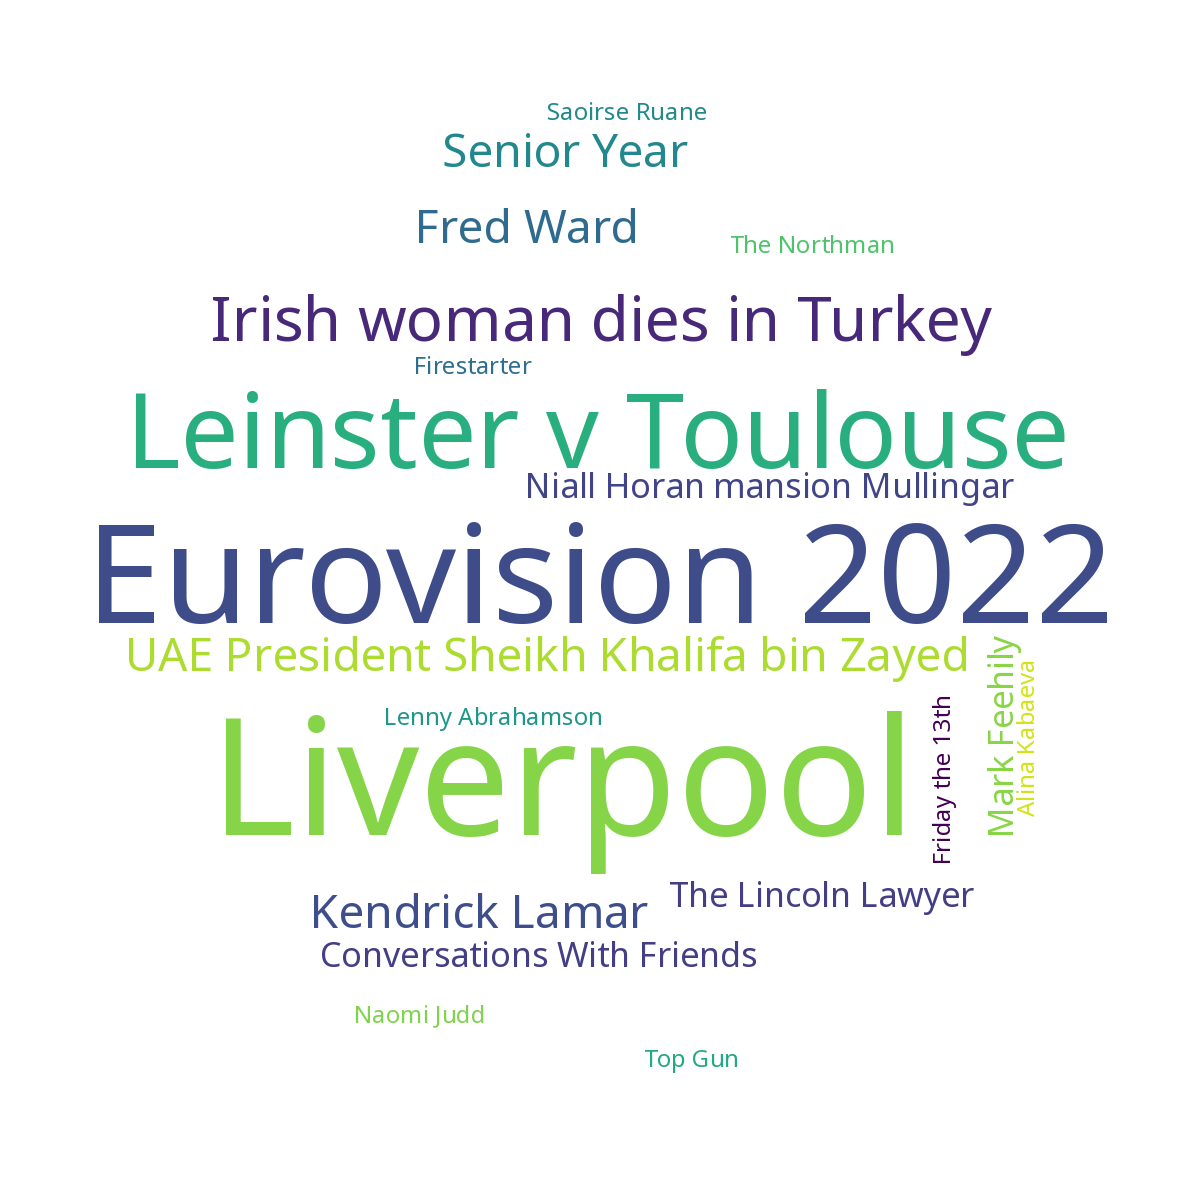 Saoirse Ruane
Senior Year
Fred Ward
The Northman
Irish woman dies in Turkey
Firestarter
Leinster v Toulouse
Niall Horan mansion Mullingar
Eurovision 2022
UAE President Sheikh Khalifa bin Zayed
Mark Feehily
Alina Kabaeva
Friday the 13th
Lenny Abrahamson
Liverpool
The Lincoln Lawyer
Kendrick Lamar
Conversations With Friends
Naomi Judd
Top Gun